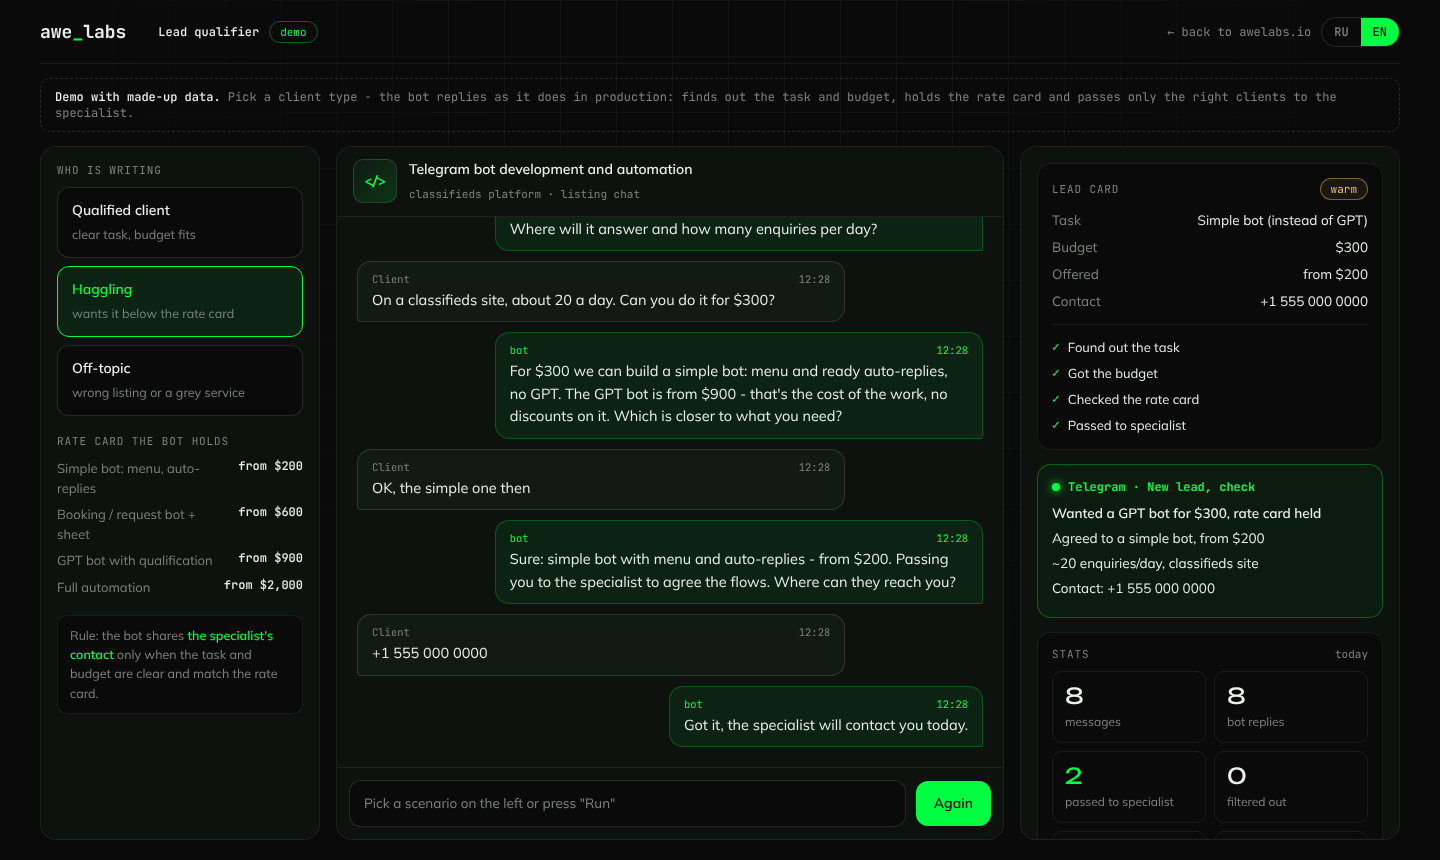 awe_labs
Lead qualifier
demo
← back to awelabs.io
RU
EN
Demo with made-up data. Pick a client type - the bot replies as it does in production: finds out the task and budget, holds the rate card and passes only the right clients to the
specialist.
WHO IS WRITING
Qualified client
clear task, budget fits
Haggling
wants it below the rate card
Off-topic
wrong listing or a grey service
RATE CARD THE BOT HOLDS
Simple bot: menu, auto- from $200
replies
Booking / request bot + from $600
sheet
GPT bot with qualification from $900
Full automation from $2,000
Rule: the bot shares the specialist's
contact only when the task and
budget are clear and match the rate
card.
</>
Telegram bot development and automation
classifieds platform · listing chat
Where will it answer and how many enquiries per day?
Client 12:28
On a classifieds site, about 20 a day. Can you do it for $300?
bot 12:28
For $300 we can build a simple bot: menu and ready auto-replies,
no GPT. The GPT bot is from $900 - that's the cost of the work, no
discounts on it. Which is closer to what you need?
Client 12:28
OK, the simple one then
bot 12:28
Sure: simple bot with menu and auto-replies - from $200. Passing
you to the specialist to agree the flows. Where can they reach you?
Client 12:28
+1 555 000 0000
bot 12:28
Got it, the specialist will contact you today.
Pick a scenario on the left or press "Run"
Again
LEAD CARD warm
Task Simple bot (instead of GPT)
Budget $300
Offered from $200
Contact +1 555 000 0000
✓ Found out the task
✓ Got the budget
✓ Checked the rate card
✓ Passed to specialist
Telegram · New lead, check
Wanted a GPT bot for $300, rate card held
Agreed to a simple bot, from $200
~20 enquiries/day, classifieds site
Contact: +1 555 000 0000
STATS today
8
messages
8
bot replies
2
passed to specialist
0
filtered out